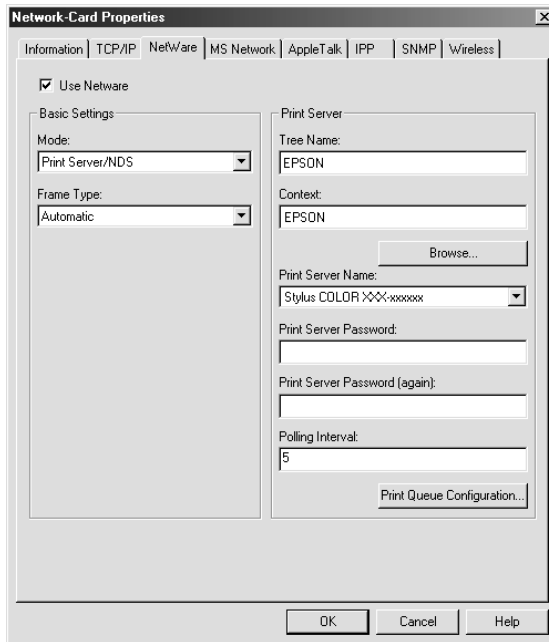 Network-Card Properties
Information TCP/IP NetWare MS Network AppleTalk IPP SNMP Wireless
Use Netware
Basic Settings
Mode:
Print Server/NDS
Frame Type:
Automatic
Print Server
Tree Name:
EPSON
Context:
EPSON
Browse...
Print Server Name:
Stylus COLOR XXX-xxxxxx
Print Server Password:
Print Server Password (again):
Polling Interval:
5
Print Queue Configuration...
OK Cancel Help